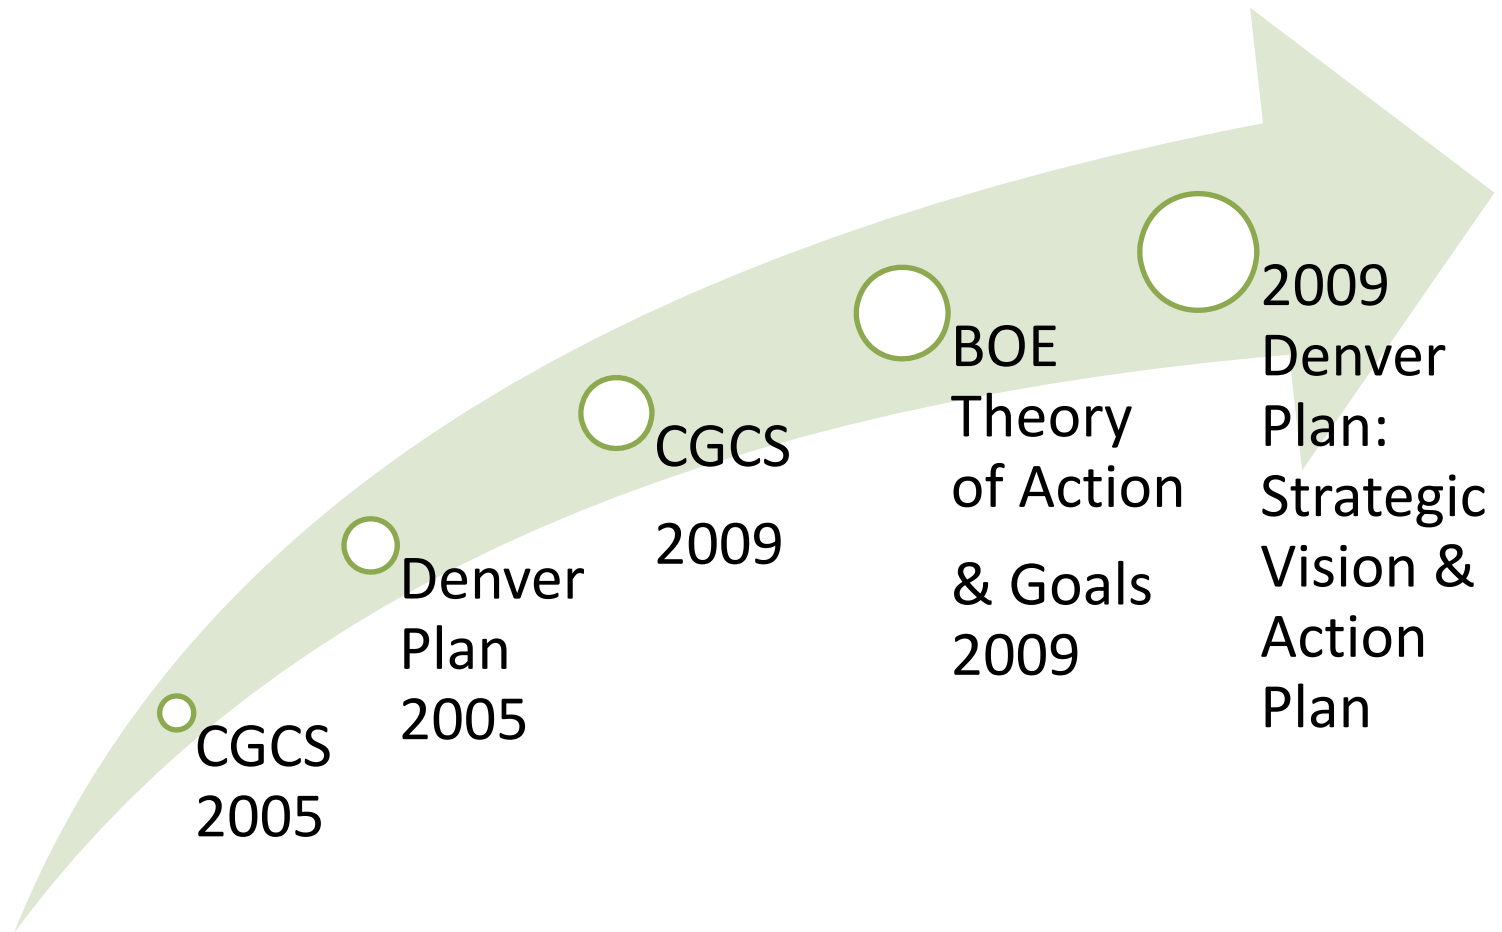 CGCS
2005
Denver
Plan
2005
CGCS
2009
BOE
Theory
of Action
& Goals
2009
2009
Denver
Plan:
Strategic
Vision &
Action
Plan